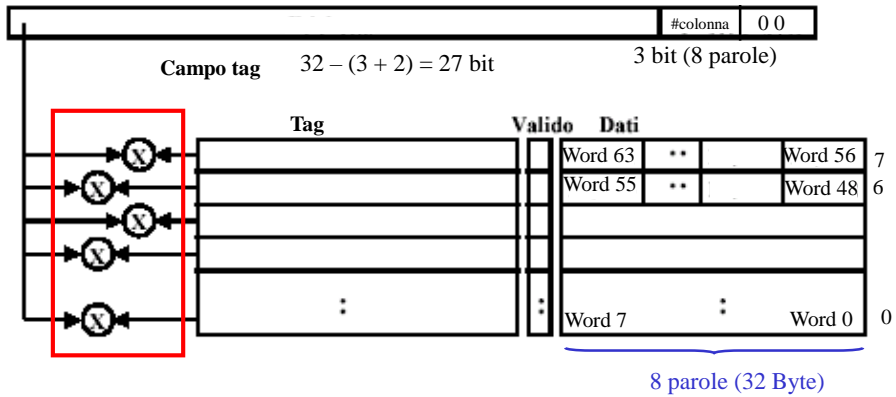 #colonna 0 0
Campo tag 32 – (3 + 2) = 27 bit 3 bit (8 parole)
Tag Valido Dati
X Word 63 .. Word 56 7
X Word 55 .. Word 48 6
X
X
X : : Word 7 : Word 0 0
8 parole (32 Byte)